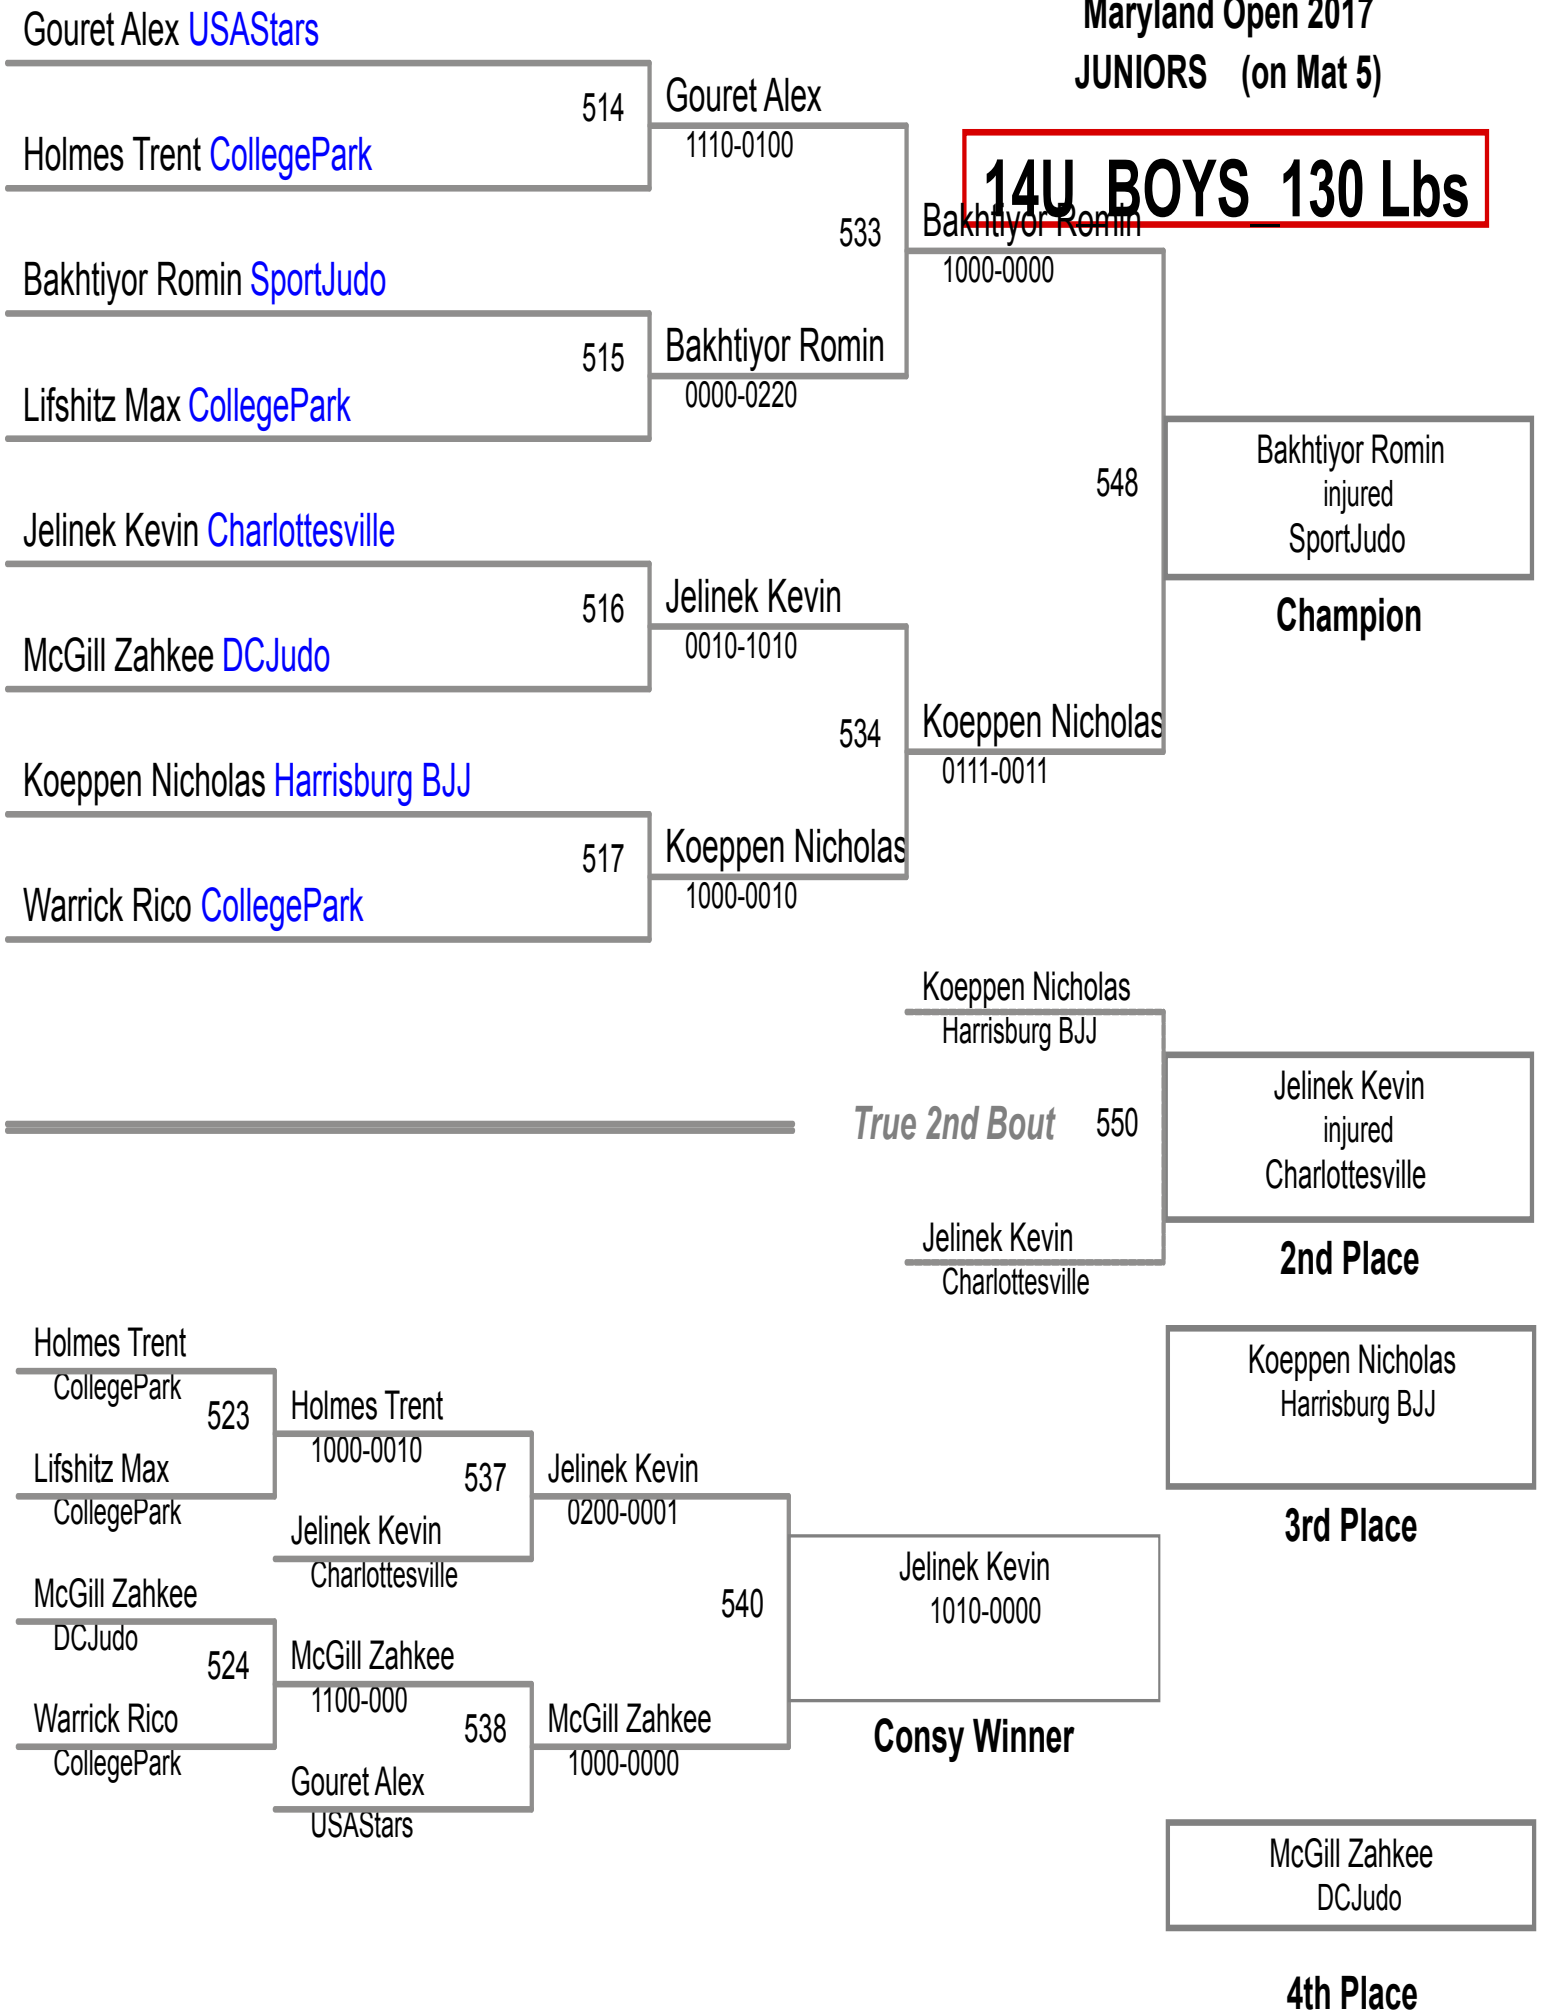 Maryland Open 2017
JUNIORS (on Mat 5)
14U_BOYS_130 Lbs
Gouret Alex USAStars
514
Holmes Trent CollegePark
Gouret Alex
1110-0100
533
Bakhtiyor Romin
1000-0000
Bakhtiyor Romin SportJudo
515
Lifshitz Max CollegePark
Bakhtiyor Romin
0000-0220
548
Bakhtiyor Romin
injured
SportJudo
Champion
Jelinek Kevin Charlottesville
516
McGill Zahkee DCJudo
Jelinek Kevin
0010-1010
534
Koeppen Nicholas
0111-0011
Koeppen Nicholas Harrisburg BJJ
517
Warrick Rico CollegePark
Koeppen Nicholas
1000-0010
Koeppen Nicholas
Harrisburg BJJ
True 2nd Bout 550
Jelinek Kevin
Charlottesville
Jelinek Kevin
injured
Charlottesville
2nd Place
Holmes Trent
CollegePark
523
Lifshitz Max
CollegePark
Holmes Trent
1000-0010
537
Jelinek Kevin
Charlottesville
Jelinek Kevin
0200-0001
Koeppen Nicholas
Harrisburg BJJ
3rd Place
McGill Zahkee
DCJudo
524
Warrick Rico
CollegePark
McGill Zahkee
1100-000
538
Gouret Alex
USAStars
McGill Zahkee
1000-0000
540
Jelinek Kevin
1010-0000
Consy Winner
McGill Zahkee
DCJudo
4th Place